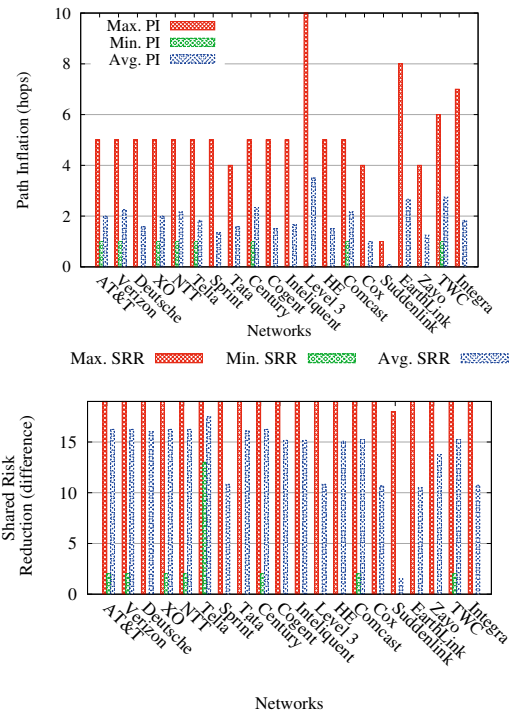 Max. PI
Min. PI
Avg. PI
10
8
6
4
2
0
Path Inflation (hops)
AT&T
Verizon
Deutsche
XO
NTT
Telia
Sprint
Tata
Century
Cogent
Inteliquent
Level 3
HE
Comcast
Cox
Suddenlink
EarthLink
Zayo
TWC
Integra
Networks
Max. SRR Min. SRR Avg. SRR
15
10
5
0
Shared Risk
Reduction (difference)
AT&T
Verizon
Deutsche
XO
NTT
Telia
Sprint
Tata
Century
Cogent
Inteliquent
Level 3
HE
Comcast
Cox
Suddenlink
EarthLink
Zayo
TWC
Integra
Networks